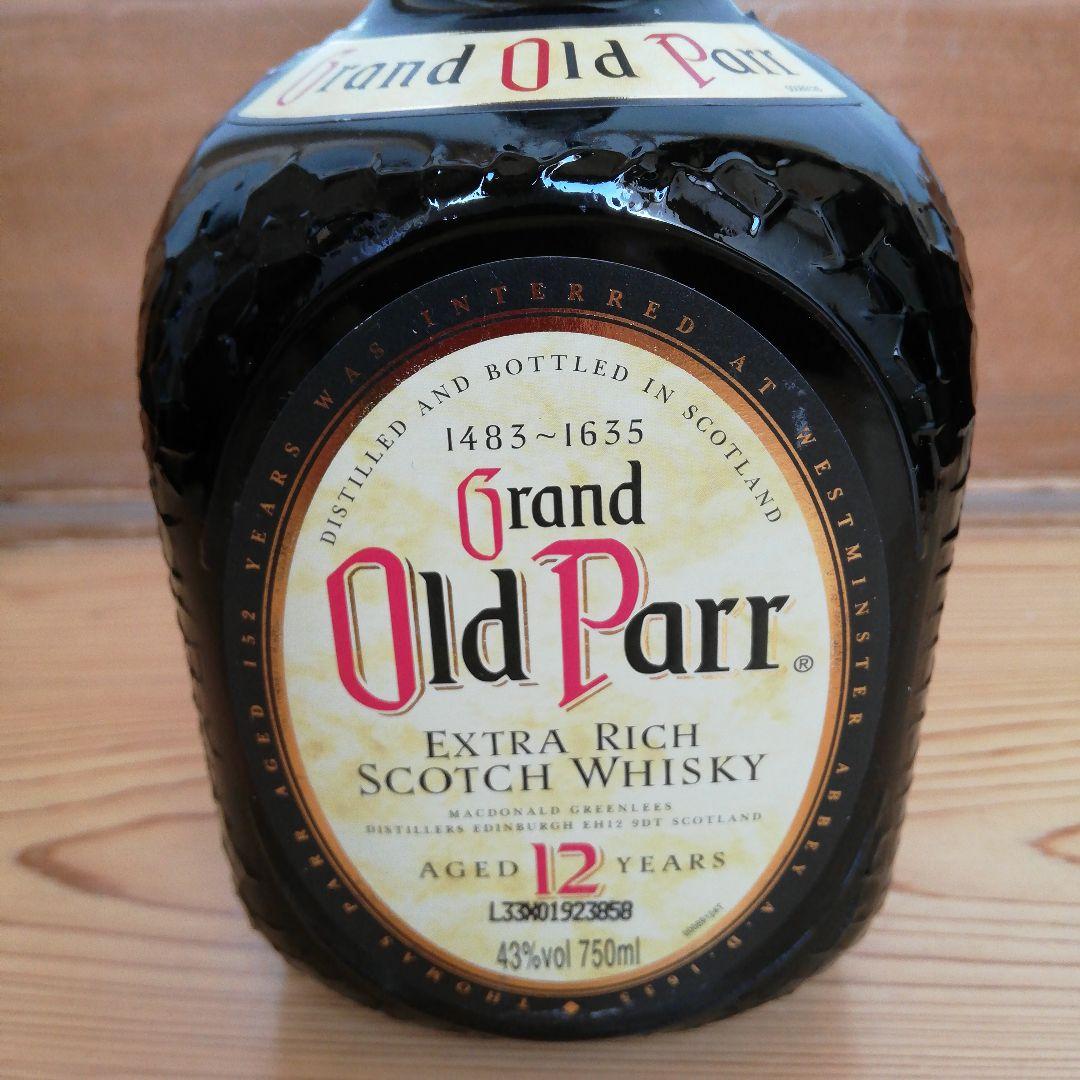 Grand Old Parr
THOMAS PARR AGED 152 YEARS WAS INTERRED AT WESTMINSTER ABBEY A.D. 1635
DISTILLED AND BOTTLED IN SCOTLAND
1483~1635
Grand
Old Parr ®
EXTRA RICH
SCOTCH WHISKY
MACDONALD GREENLEES
DISTILLERS EDINBURGH EH12 9DT SCOTLAND
AGED 12 YEARS
L33X01923858
43%vol 750ml